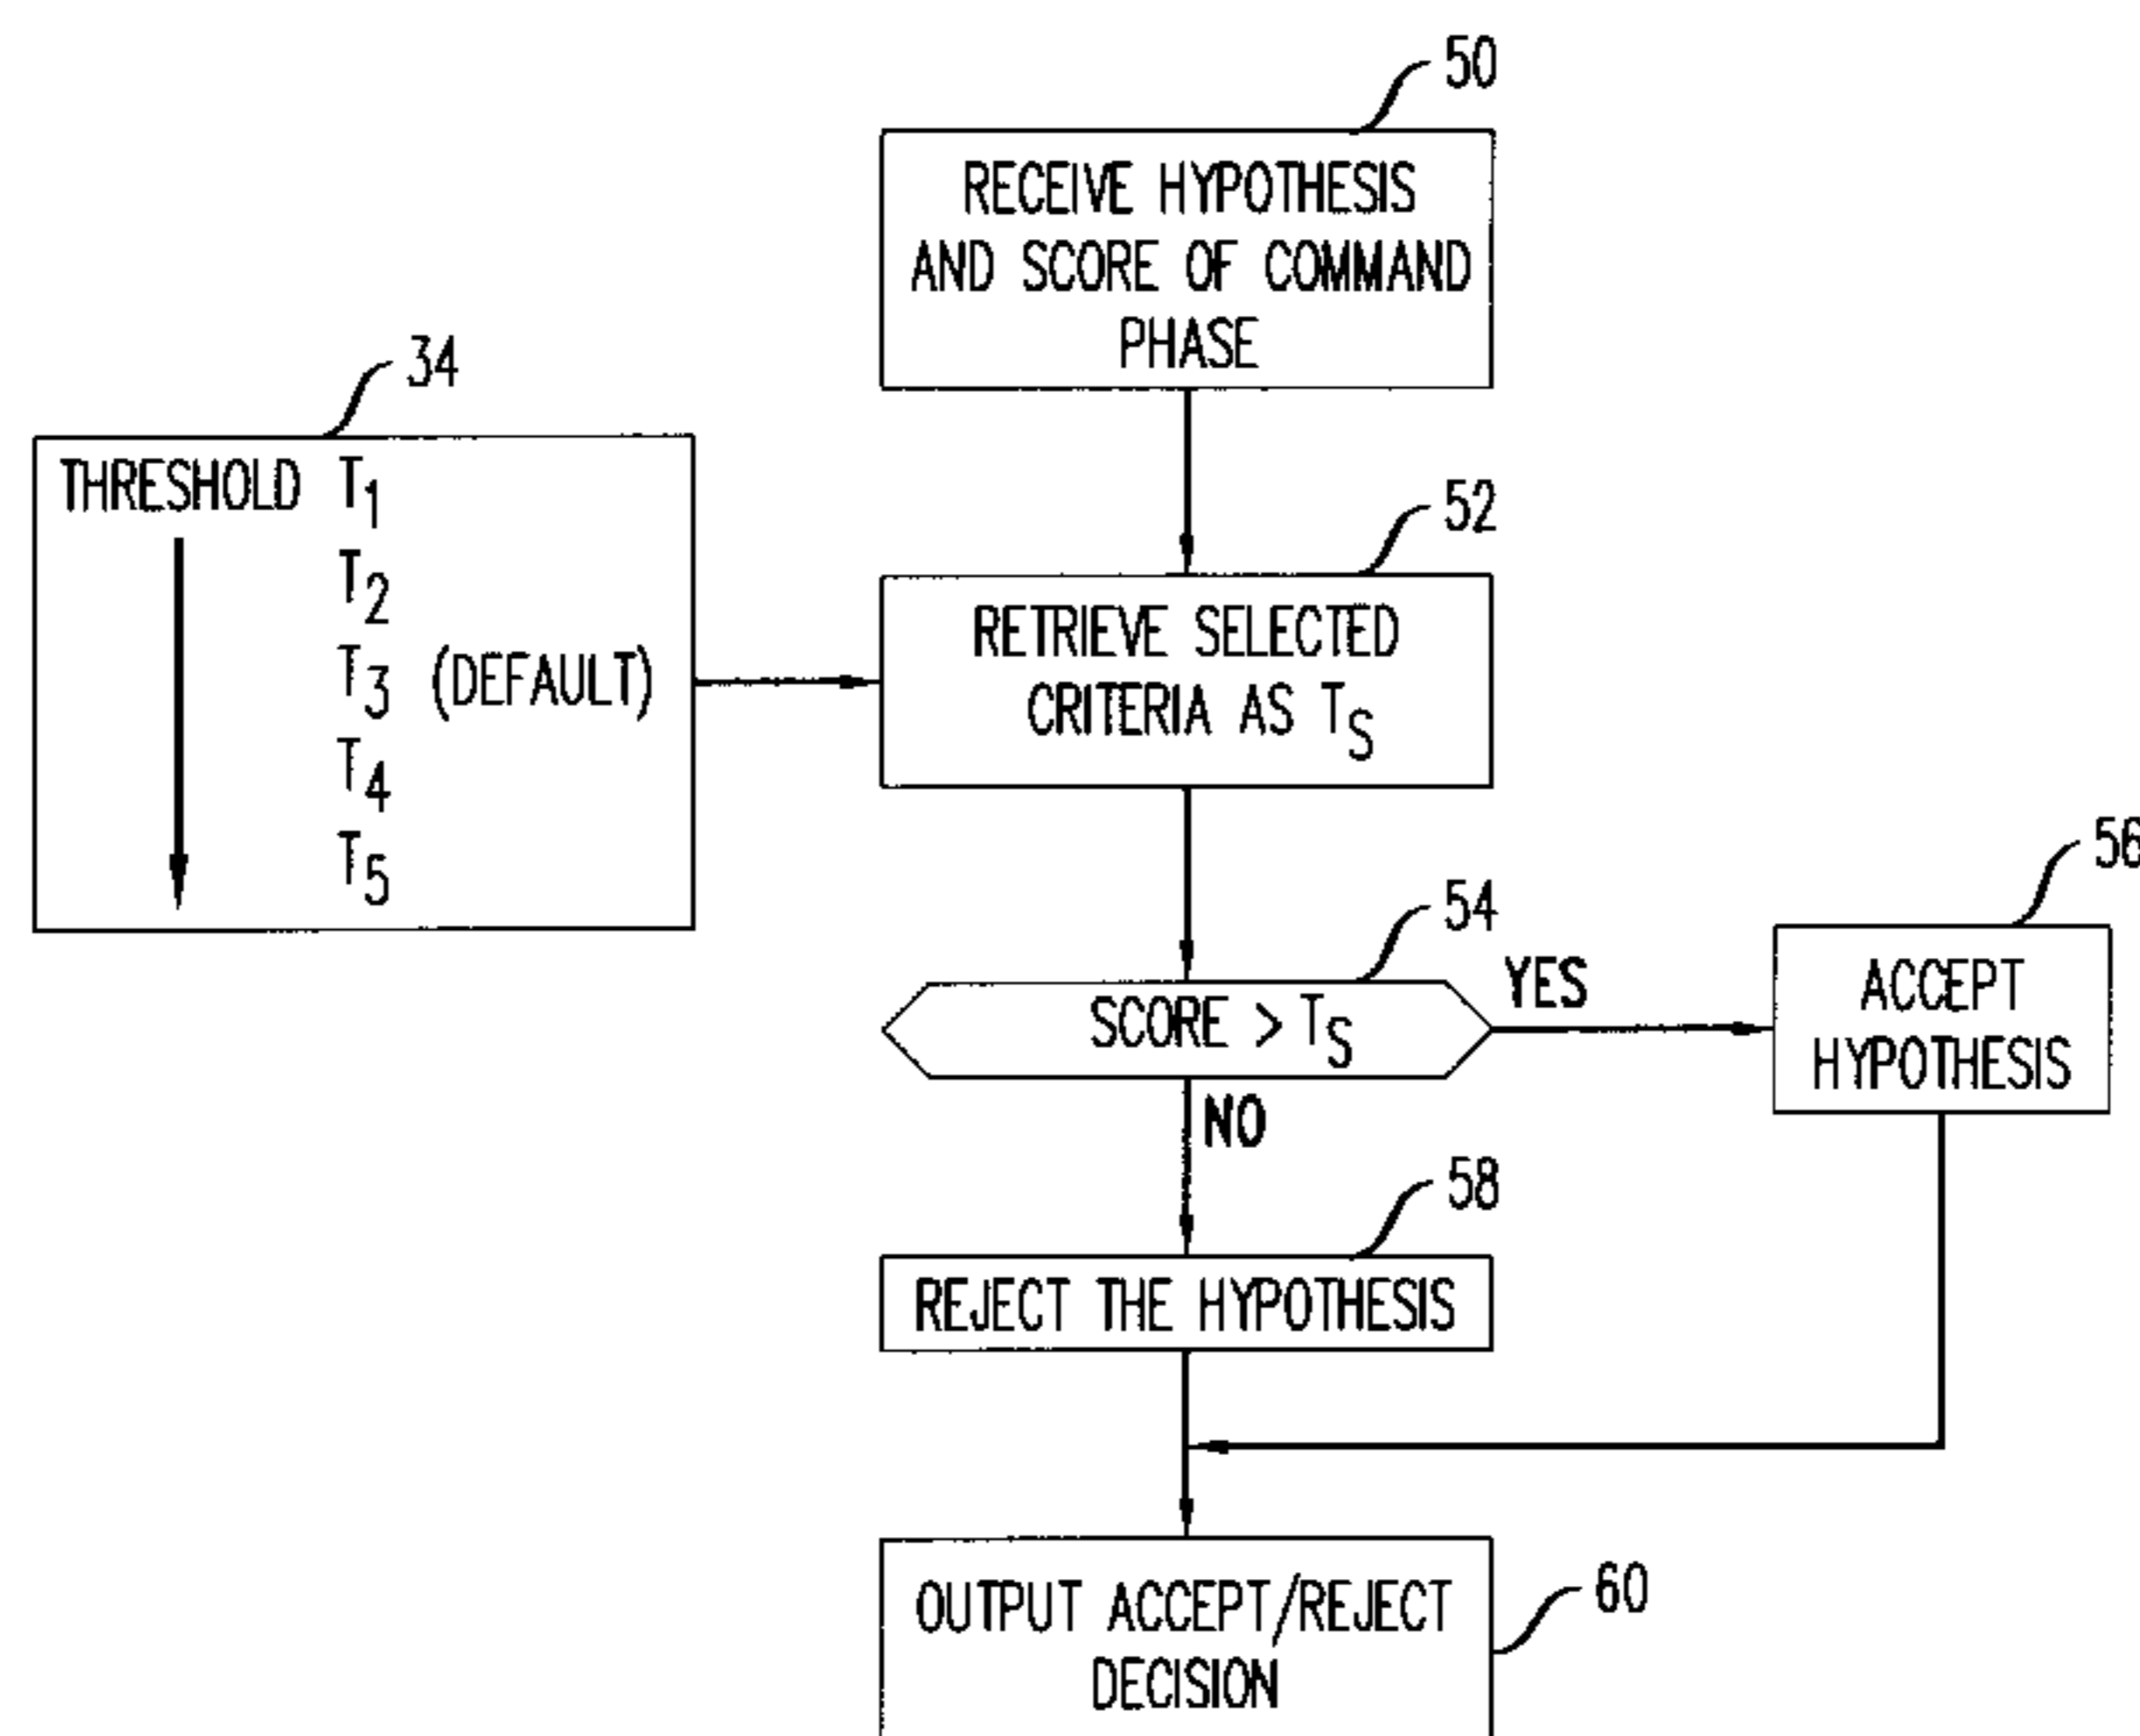 50
RECEIVE HYPOTHESIS
AND SCORE OF COMMAND
PHASE
34
THRESHOLD T1
T2
T3 (DEFAULT)
T4
T5
52
RETRIEVE SELECTED
CRITERIA AS TS
54
SCORE > TS
YES
NO
56
ACCEPT
HYPOTHESIS
58
REJECT THE HYPOTHESIS
60
OUTPUT ACCEPT/REJECT
DECISION